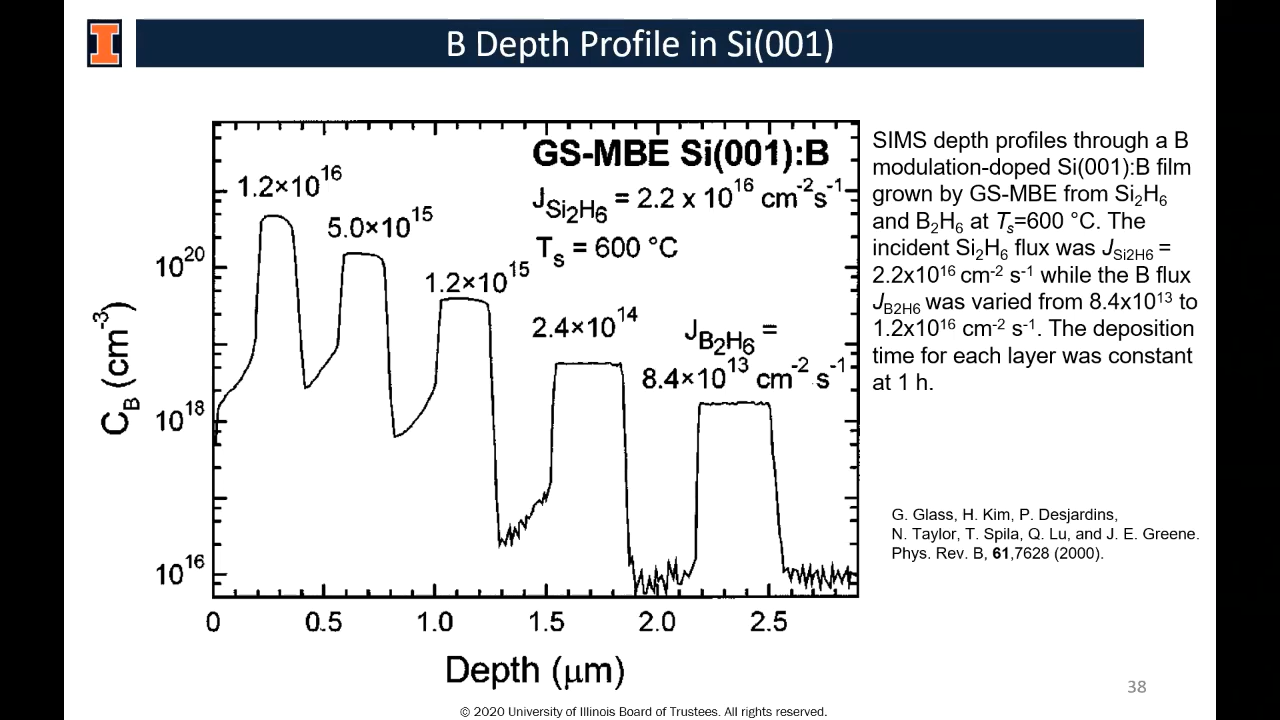 B Depth Profile in Si(001)
GS-MBE Si(001):B
J_Si₂H₆ = 2.2 x 10¹⁶ cm⁻²s⁻¹
Tₛ = 600 °C
1.2×10¹⁶
5.0×10¹⁵
1.2×10¹⁵
2.4×10¹⁴
J_B₂H₆ =
8.4×10¹³ cm⁻² s⁻¹
10²⁰
10¹⁸
10¹⁶
C_B (cm⁻³)
0 0.5 1.0 1.5 2.0 2.5
Depth (μm)
SIMS depth profiles through a B
modulation-doped Si(001):B film
grown by GS-MBE from Si₂H₆
and B₂H₆ at Tₛ=600 °C. The
incident Si₂H₆ flux was J_Si2H6 =
2.2x10¹⁶ cm⁻² s⁻¹ while the B flux
J_B2H6 was varied from 8.4x10¹³ to
1.2x10¹⁶ cm⁻² s⁻¹. The deposition
time for each layer was constant
at 1 h.
G. Glass, H. Kim, P. Desjardins,
N. Taylor, T. Spila, Q. Lu, and J. E. Greene.
Phys. Rev. B, 61,7628 (2000).
38
© 2020 University of Illinois Board of Trustees. All rights reserved.